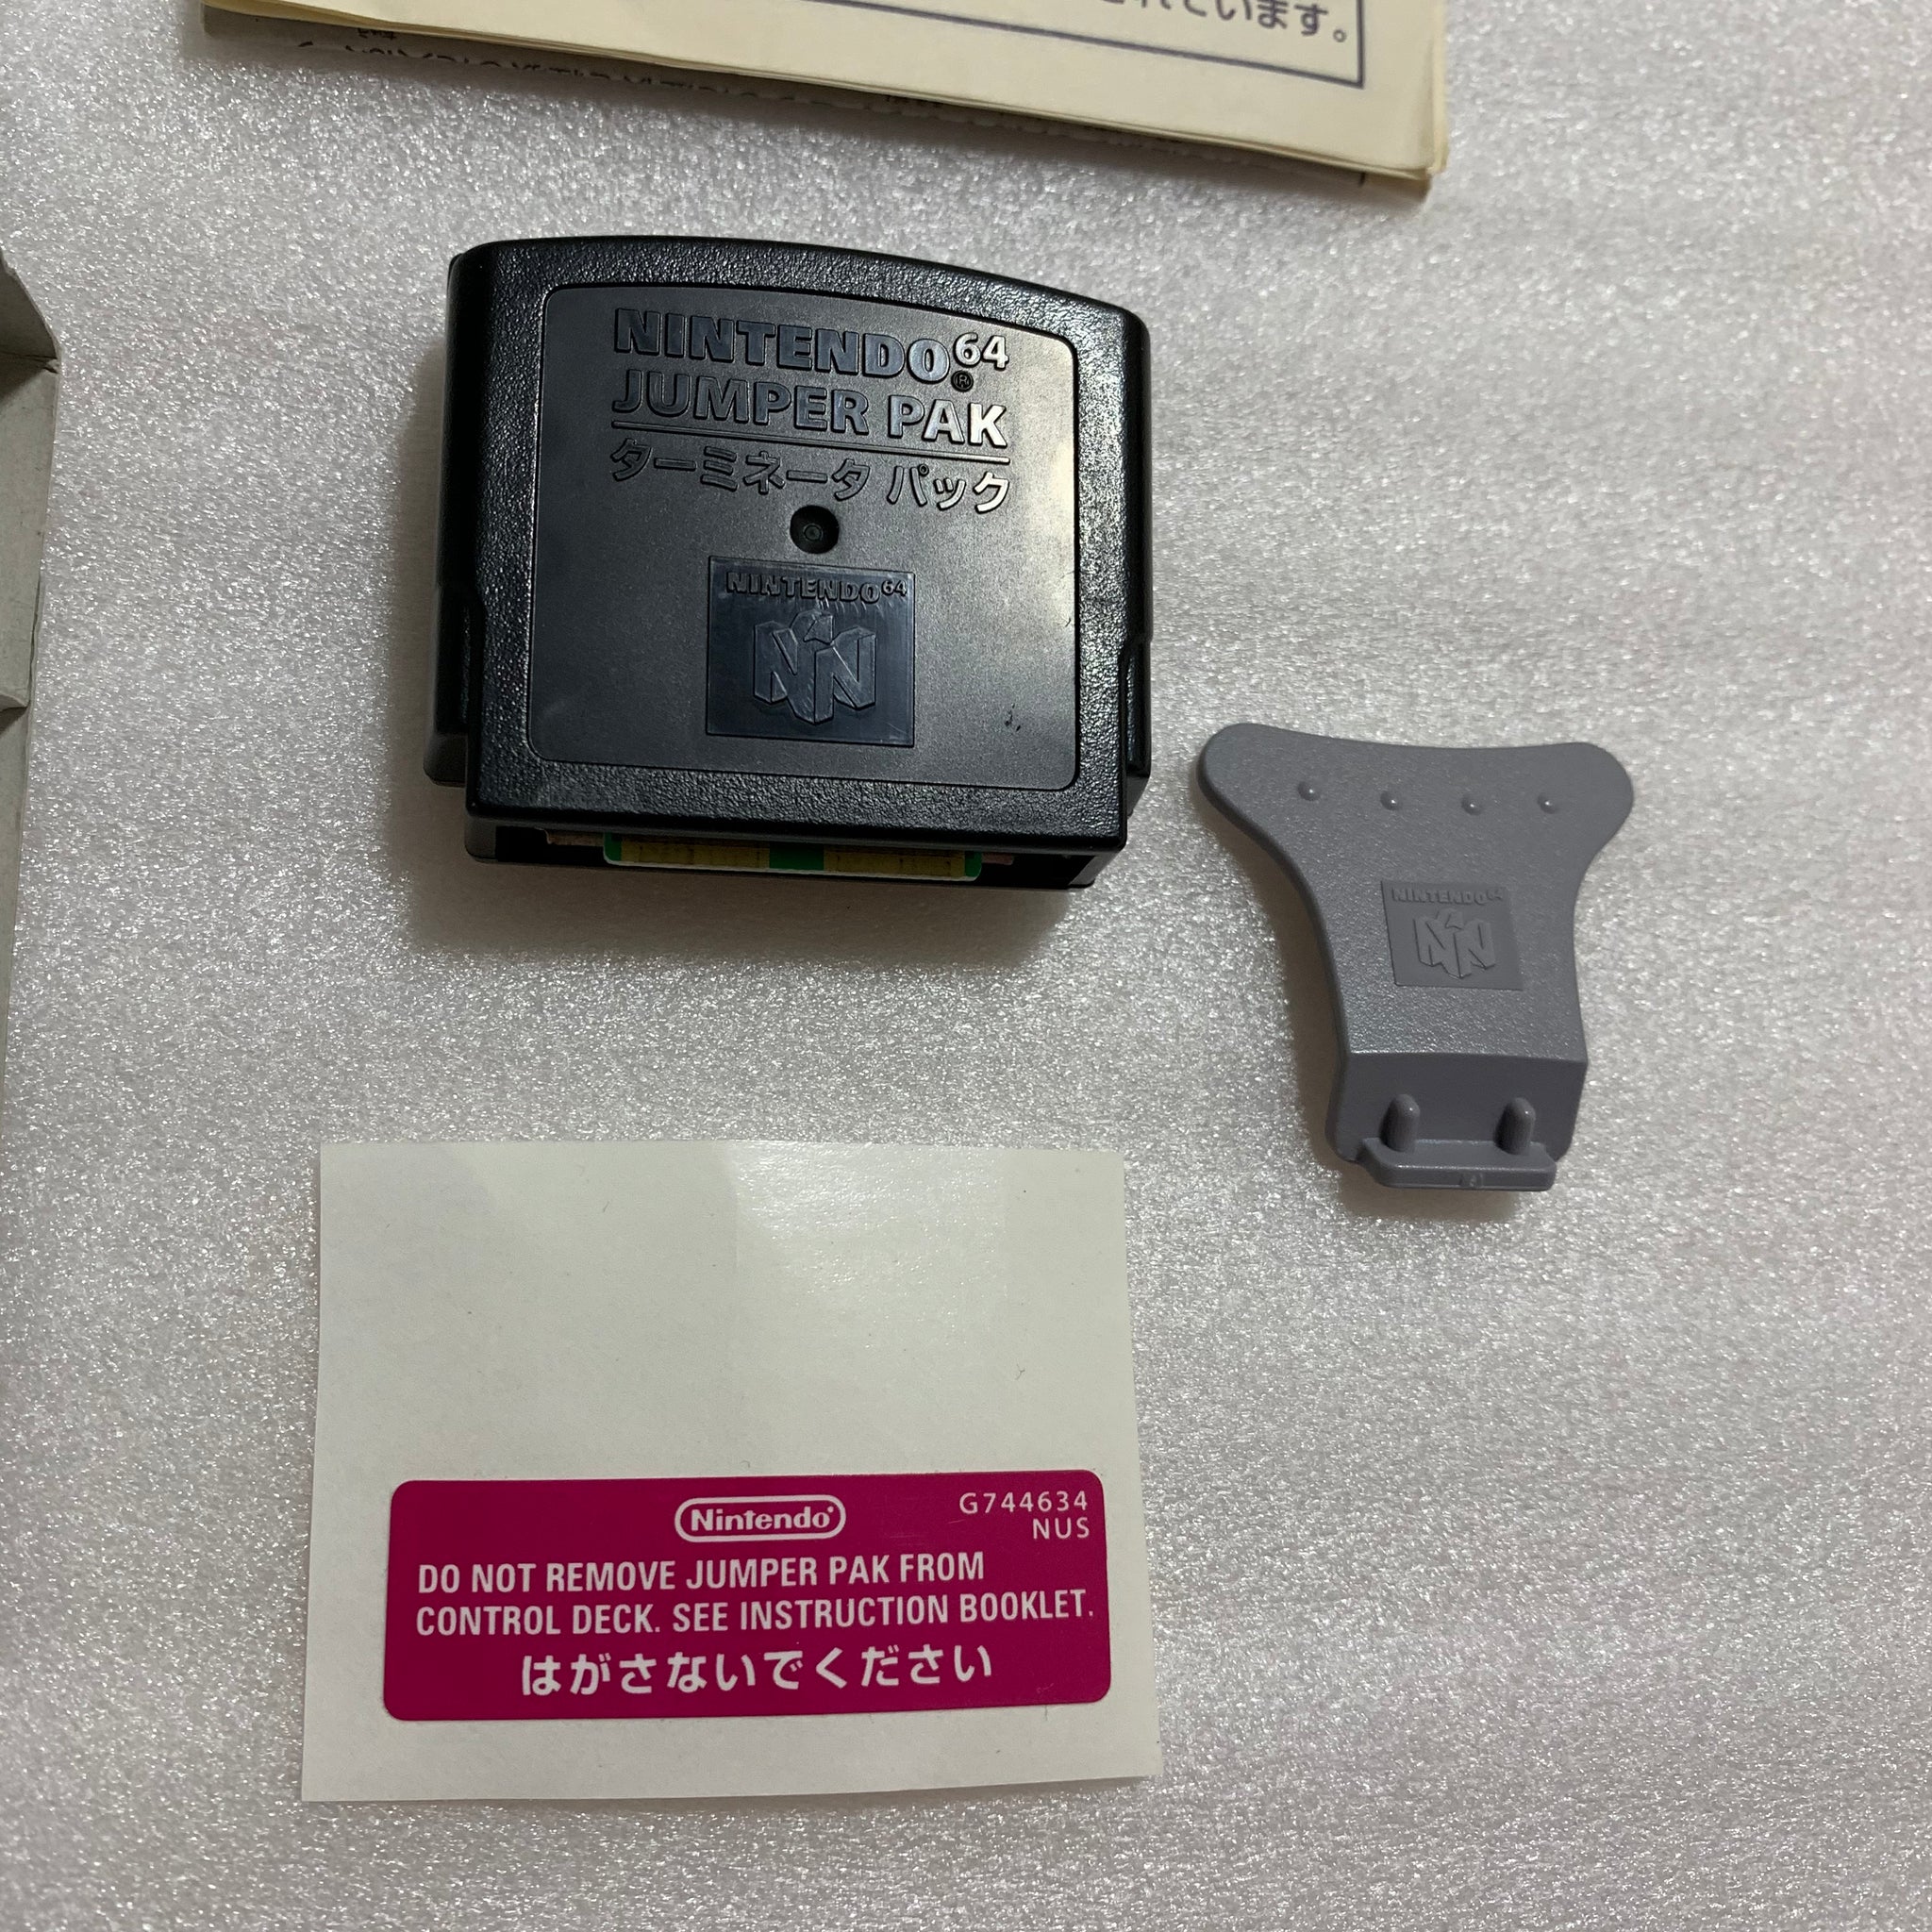 ています。
NINTENDO64®
JUMPER PAK
ターミネータ パック
NINTENDO64
NINTENDO64
Nintendo®
G744634
NUS
DO NOT REMOVE JUMPER PAK FROM
CONTROL DECK. SEE INSTRUCTION BOOKLET.
はがさないでください